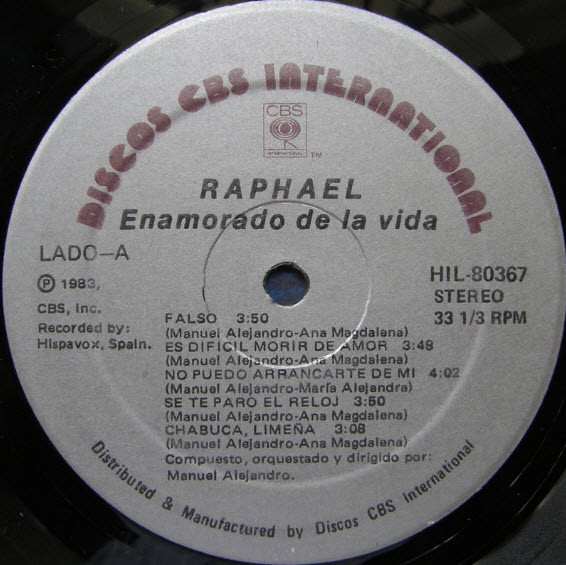 DISCOS CBS INTERNATIONAL
CBS
INTERNATIONAL
TM
RAPHAEL
Enamorado de la vida
LADO-A
℗ 1983,
CBS, Inc.
Recorded by:
Hispavox, Spain.
HIL-80367
STEREO
33 1/3 RPM
FALSO 3:50
(Manuel Alejandro-Ana Magdalena)
ES DIFICIL MORIR DE AMOR 3:48
(Manuel Alejandro-Ana Magdalena)
NO PUEDO ARRANCARTE DE MI 4:02
(Manuel Alejandro-María Alejandra)
SE TE PARO EL RELOJ 3:50
(Manuel Alejandro-Ana Magdalena)
CHABUCA, LIMEÑA 3:08
(Manuel Alejandro-Ana Magdalena)
Compuesto, orquestado y dirigido por:
Manuel Alejandro.
Distributed & Manufactured by Discos CBS International